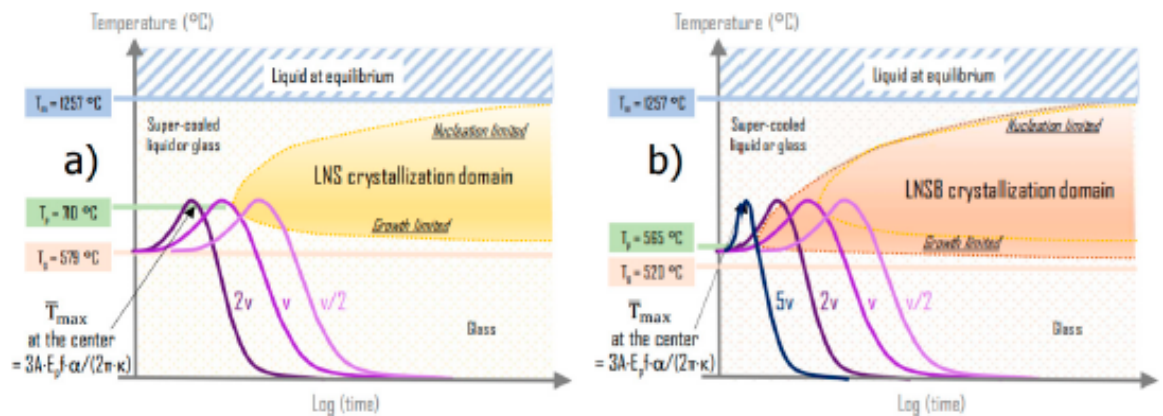 Temperature (°C)
Liquid at equilibrium
Tm = 1257 °C
Super-cooled
liquid or glass
a)
Nucleation limited
LNS crystallization domain
Tp = 710 °C
Growth limited
Tg = 579 °C
2v
v
v/2
T̅max
at the center
= 3A·Epf·α/(2π·κ)
Glass
Log (time)
Temperature (°C)
Liquid at equilibrium
Tm = 1257 °C
Super-cooled
liquid or glass
b)
Nucleation limited
LNSB crystallization domain
Tp = 565 °C
Growth limited
Tg = 520 °C
5v
2v
v
v/2
T̅max
at the center
= 3A·Epf·α/(2π·κ)
Glass
Log (time)